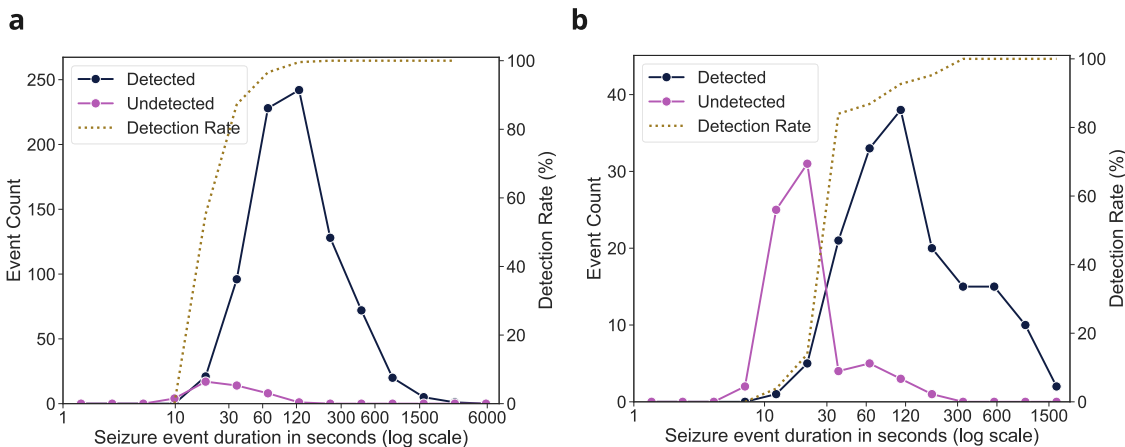 a
250
200
150
100
50
0
Event Count
Detected
Undetected
Detection Rate
100
80
60
40
20
0
Detection Rate (%)
1 10 30 60 120 300 600 1500 6000
Seizure event duration in seconds (log scale)
b
40
30
20
10
0
Event Count
Detected
Undetected
Detection Rate
100
80
60
40
20
0
Detection Rate (%)
1 10 30 60 120 300 600 1500
Seizure event duration in seconds (log scale)